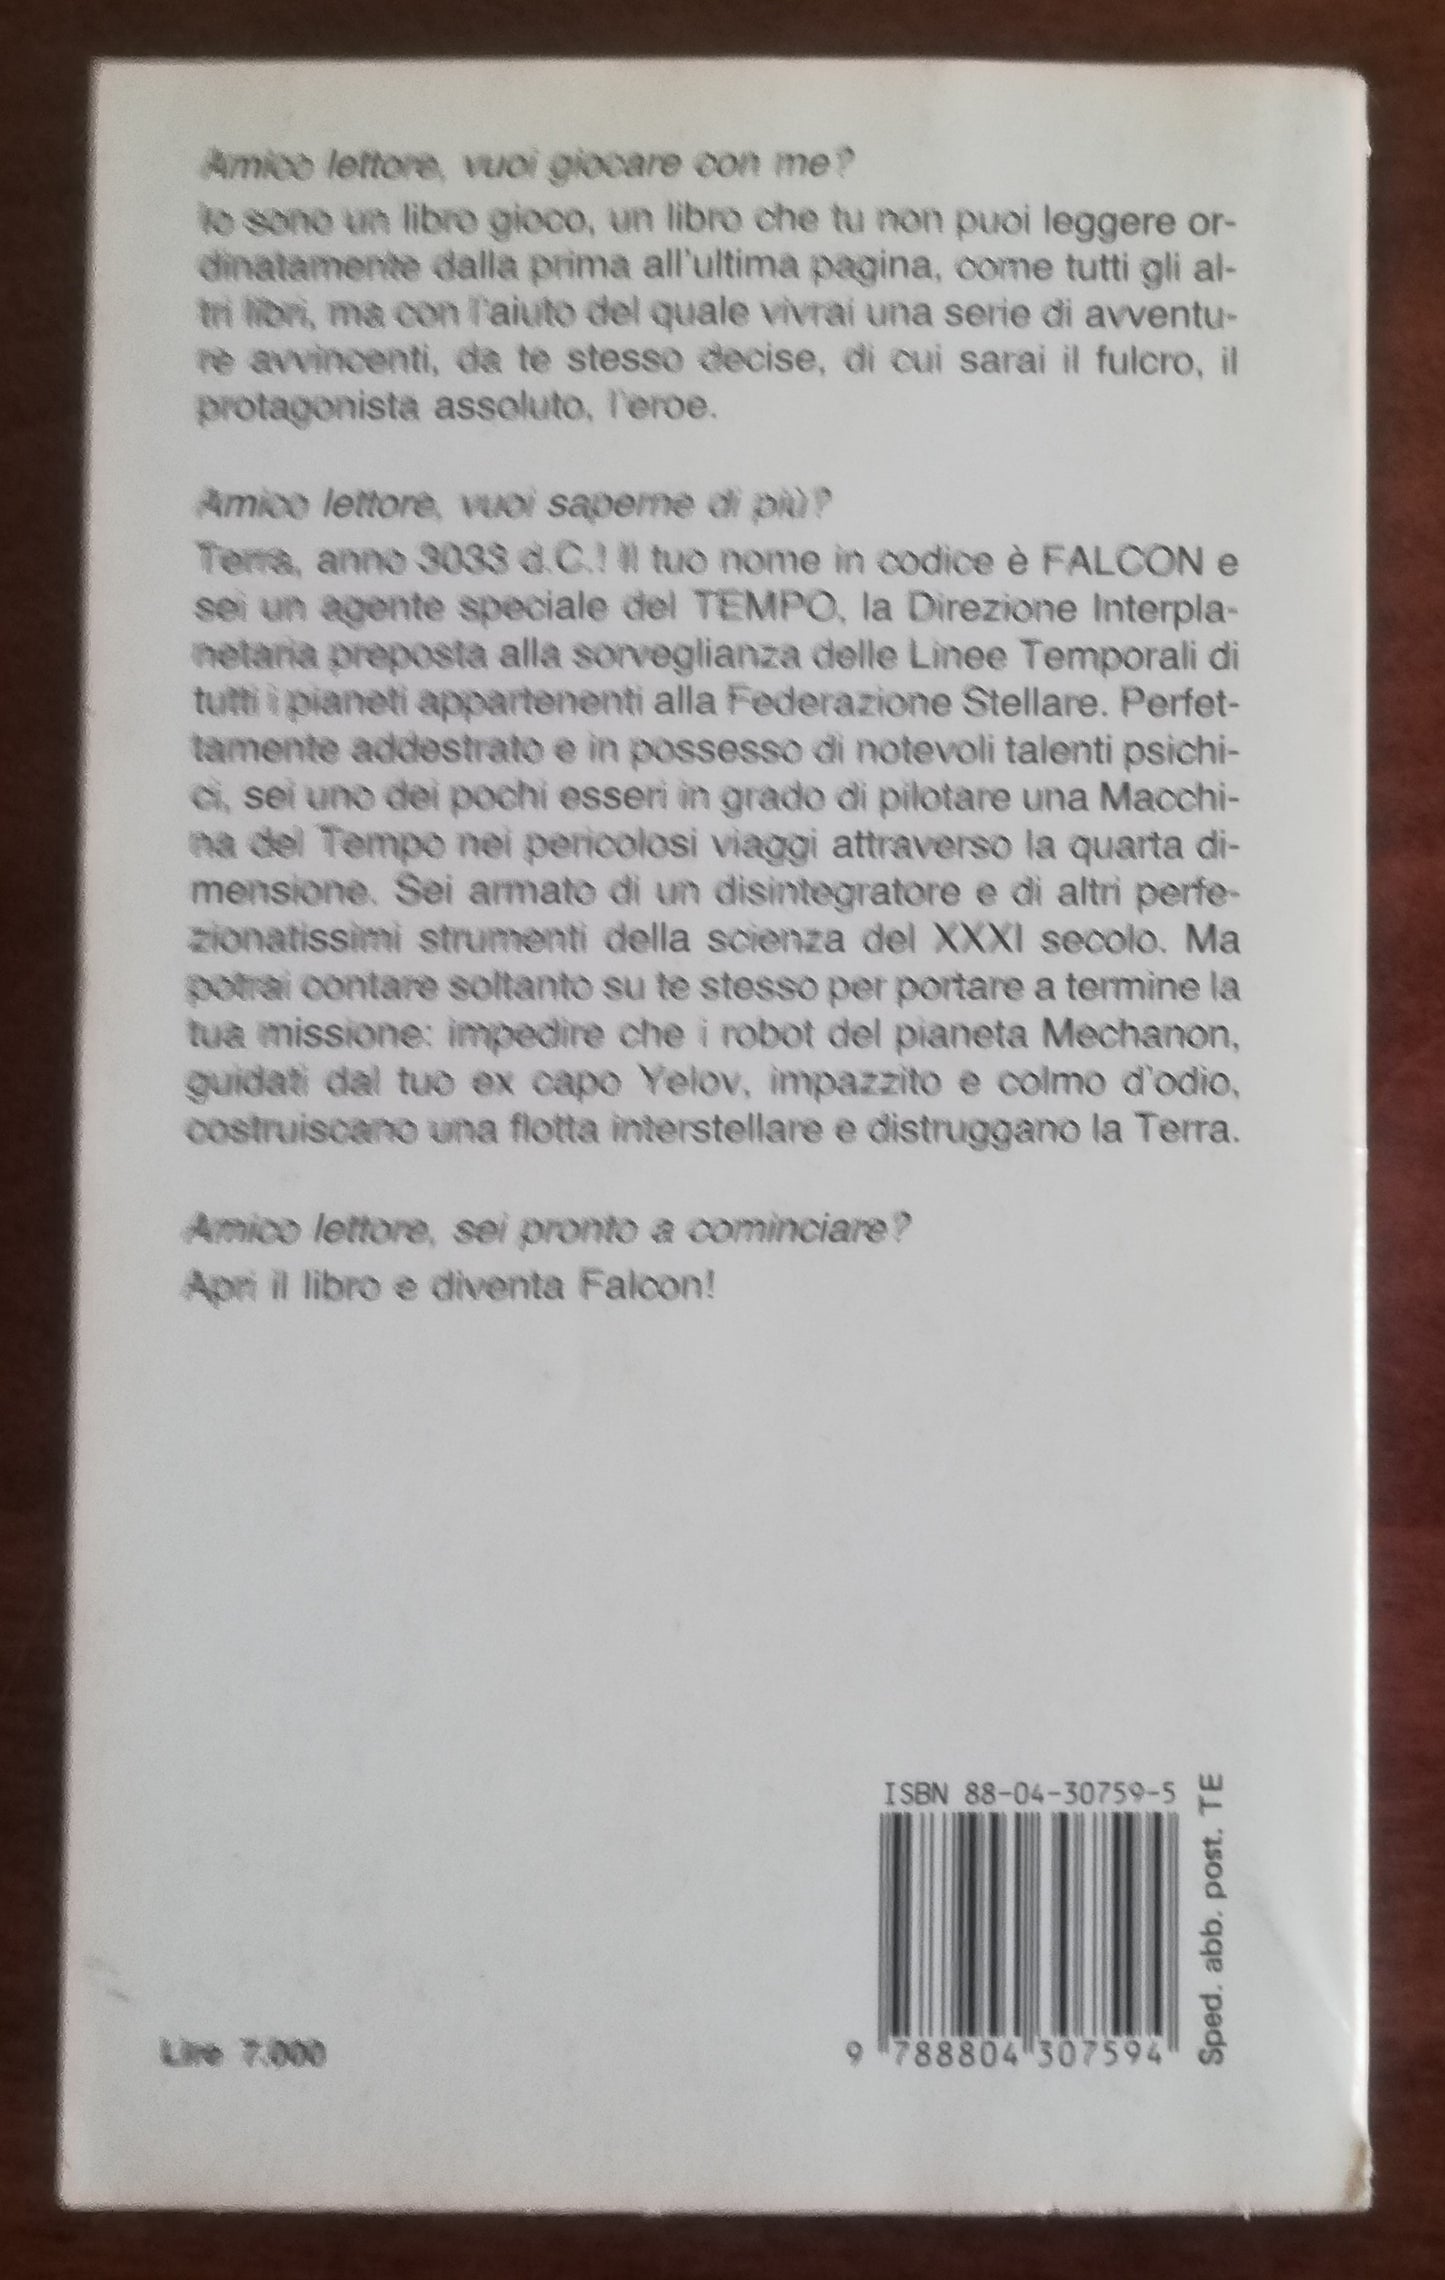 Amico lettore, vuoi giocare con me?
Io sono un libro gioco, un libro che tu non puoi leggere or-
dinatamente dalla prima all'ultima pagina, come tutti gli al-
tri libri, ma con l'aiuto del quale vivrai una serie di avventu-
re avvincenti, da te stesso decise, di cui sarai il fulcro, il
protagonista assoluto, l'eroe.
Amico lettore, vuoi saperne di più?
Terra, anno 3033 d.C.! Il tuo nome in codice è FALCON e
sei un agente speciale del TEMPO, la Direzione Interpla-
netaria preposta alla sorveglianza delle Linee Temporali di
tutti i pianeti appartenenti alla Federazione Stellare. Perfet-
tamente addestrato e in possesso di notevoli talenti psichi-
ci, sei uno dei pochi esseri in grado di pilotare una Macchi-
na del Tempo nei pericolosi viaggi attraverso la quarta di-
mensione. Sei armato di un disintegratore e di altri perfe-
zionatissimi strumenti della scienza del XXXI secolo. Ma
potrai contare soltanto su te stesso per portare a termine la
tua missione: impedire che i robot del pianeta Mechanon,
guidati dal tuo ex capo Yelov, impazzito e colmo d'odio,
costruiscano una flotta interstellare e distruggano la Terra.
Amico lettore, sei pronto a cominciare?
Apri il libro e diventa Falcon!
ISBN 88-04-30759-5
9 788804 307594
Sped. abb. post. TE
Lire 7.000